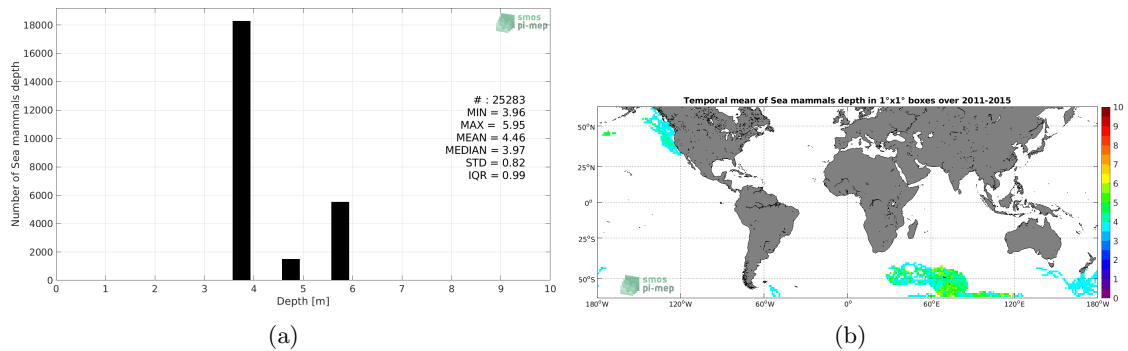 18000
16000
14000
12000
10000
8000
6000
4000
2000
0
Number of Sea mammals depth
smos
pi-mep
# : 25283
MIN = 3.96
MAX = 5.95
MEAN = 4.46
MEDIAN = 3.97
STD = 0.82
IQR = 0.99
0 1 2 3 4 5 6 7 8 9 10
Depth [m]
(a)
Temporal mean of Sea mammals depth in 1°x1° boxes over 2011-2015
50°N
25°N
0°
25°S
50°S
smos
pi-mep
180°W 120°W 60°W 0° 60°E 120°E 180°W
10
9
8
7
6
5
4
3
2
1
0
(b)